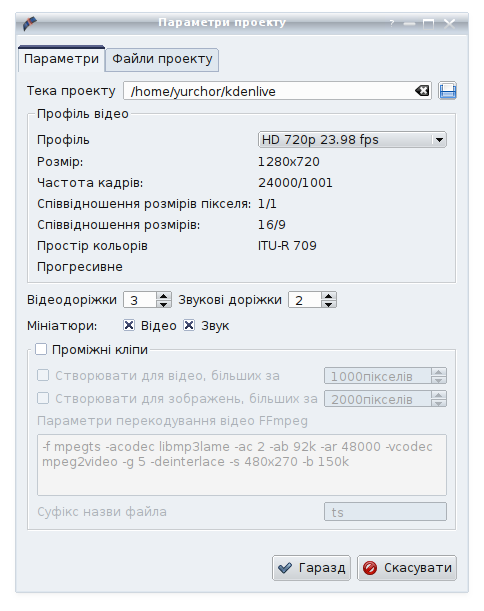 Параметри проекту
Параметри Файли проекту
Тека проекту /home/yurchor/kdenlive
Профіль відео
Профіль HD 720p 23.98 fps
Розмір: 1280x720
Частота кадрів: 24000/1001
Співвідношення розмірів пікселя: 1/1
Співвідношення розмірів: 16/9
Простір кольорів ITU-R 709
Прогресивне
Відеодоріжки 3 Звукові доріжки 2
Мініатюри: Відео Звук
Проміжні кліпи
Створювати для відео, більших за 1000пікселів
Створювати для зображень, більших за 2000пікселів
Параметри перекодування відео FFmpeg
-f mpegts -acodec libmp3lame -ac 2 -ab 92k -ar 48000 -vcodec
mpeg2video -g 5 -deinterlace -s 480x270 -b 150k
Суфікс назви файла ts
Гаразд Скасувати